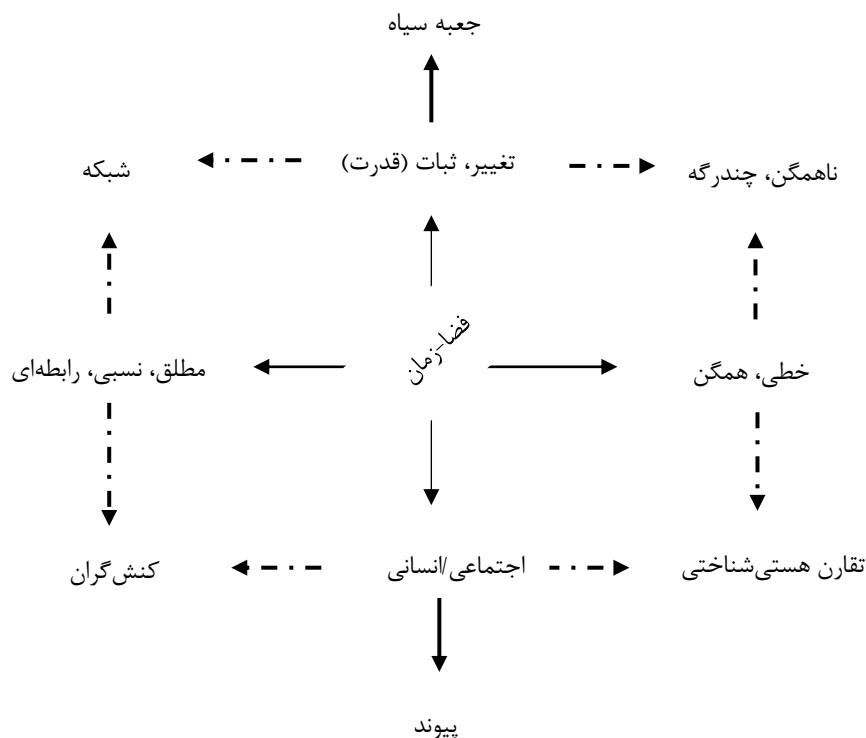 جعبه سیاه
ناهمگن، چندرگه
تغییر، ثبات (قدرت)
شبکه
خطی، همگن
فضا-زمان
مطلق، نسبی، رابطه‌ای
تقارن هستی‌شناختی
اجتماعی/انسانی
کنش‌گران
پیوند